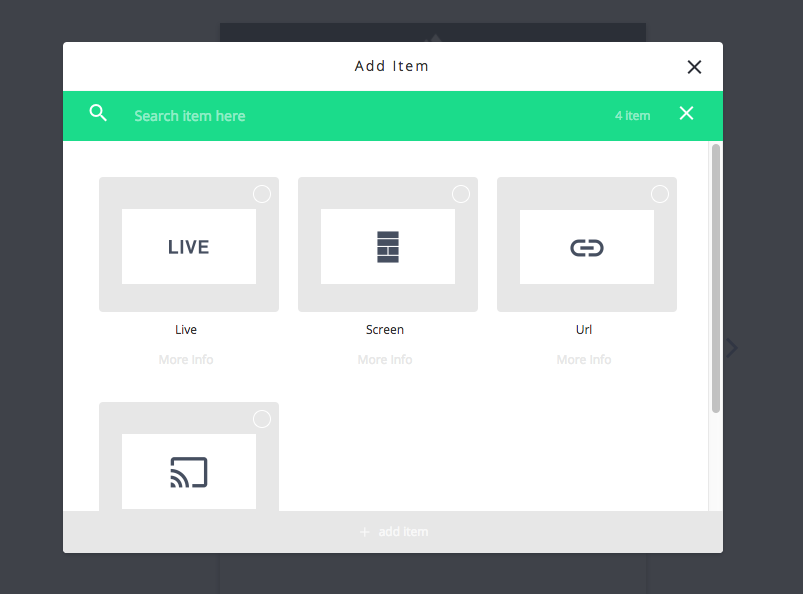 Add Item
Search item here
4 Item
LIVE
Live
Screen
Url
More Info
More Info
More Info
+ add item